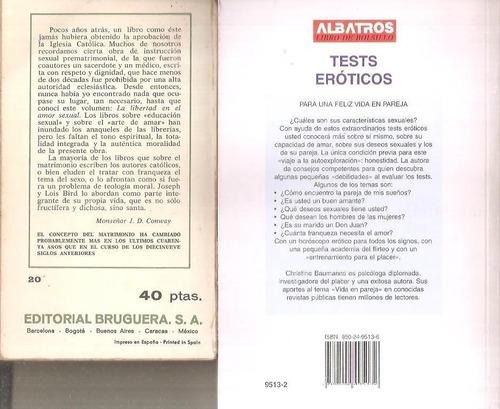 Pocos años atrás, un libro como éste
jamás hubiera obtenido la aprobación de
la Iglesia Católica. Muchos de nosotros
recordamos cierta obra de instrucción
sexual prematrimonial, de la que fueron
coautores un sacerdote y un médico, escri-
ta con respeto y dignidad, que hace menos
de dos décadas fue prohibida por una alta
autoridad eclesiástica. Desde entonces,
nunca había yo encontrado nada que ocu-
pase su lugar, tan necesario, hasta que
conocí este volumen: La libertad en el
amor sexual. Los libros sobre «educación
sexual» y sobre el «arte de amar» han
inundado los anaqueles de las librerías,
pero les faltan el tono espiritual, la tota-
lidad integrada y la auténtica moralidad
de la presente obra.
La mayoría de los libros que sobre el
matrimonio escriben los autores católicos, o
bien eluden el tratar con franqueza el
tema del sexo, o lo afrontan como si fue-
ra un problema de teología moral. Joseph
y Lois Bird lo abordan como parte inte-
grante de su propia vida, que es no sólo
fructífera y dichosa, sino santa.
Monseñor J. D. Conway
EL CONCEPTO DEL MATRIMONIO HA CAMBIADO
PROBABLEMENTE MAS EN LOS ULTIMOS CUAREN-
TA AÑOS QUE EN EL CURSO DE LOS DIECINUEVE
SIGLOS ANTERIORES
20
40 ptas.
EDITORIAL BRUGUERA, S. A.
Barcelona - Bogotá - Buenos Aires - Caracas - México
Impreso en España - Printed in Spain
ALBATROS
LIBRO DE BOLSILLO
TESTS
ERÓTICOS
PARA UNA FELIZ VIDA EN PAREJA
¿Cuáles son sus características sexuales?
Con ayuda de estos extraordinarios tests eróticos
usted conocerá más sobre sí mismo, sobre su
capacidad de amar, sobre sus deseos sexuales y los
de su pareja. La única condición previa para este
«viaje a la autoexploración»: honestidad. La autora
da consejos competentes para quien descubra
algunas pequeñas «debilidades» al evaluar los tests.
Algunos de los temas son:
• ¿Cómo encuentro la pareja de mis sueños?
• ¿Es usted un buen amante?
• ¿Qué deseos sexuales tiene usted?
• Qué desean los hombres de las mujeres?
• ¿Es su marido un Don Juan?
• ¿Cuánta franqueza necesita el amor?
Con un horóscopo erótico para todos los signos, con
una pequeña academia del flirteo y con un
«entrenamiento para el placer».
Christine Baumanns es psicóloga diplomada,
investigadora del placer y una exitosa autora. Sus
aportes al tema «Vida en pareja» en conocidas
revistas públicas tienen millones de lectores.
ISBN 950-24-9513-6
9513-2